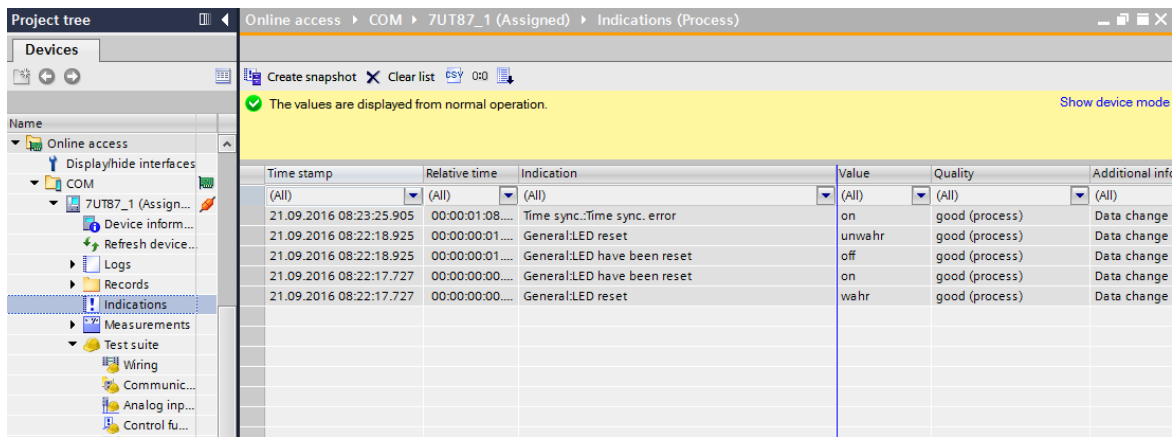 Project tree
Online access ▸ COM ▸ 7UT87_1 (Assigned) ▸ Indications (Process)
Devices
Create snapshot Clear list CSV 0:0
The values are displayed from normal operation.
Show device mode
Name
Online access
Display/hide interfaces
COM
7UT87_1 (Assign...
Device inform...
Refresh device...
Logs
Records
Indications
Measurements
Test suite
Wiring
Communic...
Analog inp...
Control fu...
Time stamp Relative time Indication Value Quality Additional info
(All) (All) (All) (All) (All) (All)
21.09.2016 08:23:25.905 00:00:01:08.... Time sync.:Time sync. error on good (process) Data change
21.09.2016 08:22:18.925 00:00:00:01.... General:LED reset unwahr good (process) Data change
21.09.2016 08:22:18.925 00:00:00:01.... General:LED have been reset off good (process) Data change
21.09.2016 08:22:17.727 00:00:00:00.... General:LED have been reset on good (process) Data change
21.09.2016 08:22:17.727 00:00:00:00.... General:LED reset wahr good (process) Data change